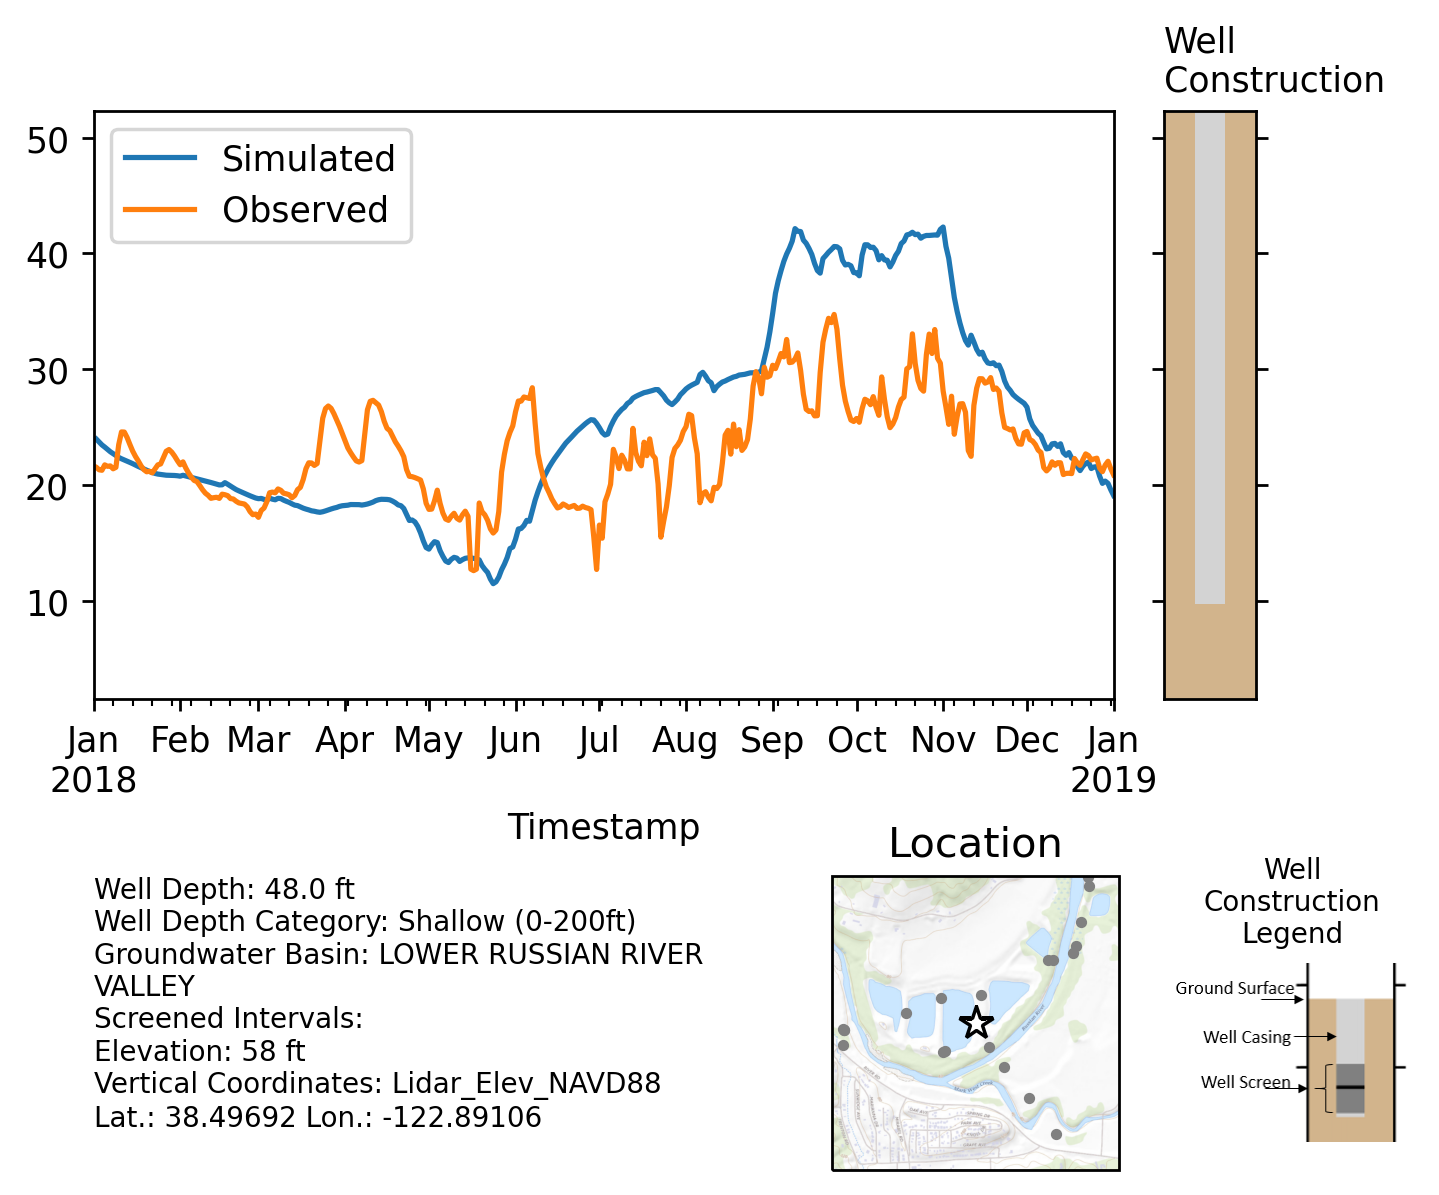 Well
Construction
50
40
30
20
10
Simulated
Observed
Jan
2018
Feb
Mar
Apr
May
Jun
Jul
Aug
Sep
Oct
Nov
Dec
Jan
2019
Timestamp
Well Depth: 48.0 ft
Well Depth Category: Shallow (0-200ft)
Groundwater Basin: LOWER RUSSIAN RIVER
VALLEY
Screened Intervals:
Elevation: 58 ft
Vertical Coordinates: Lidar_Elev_NAVD88
Lat.: 38.49692 Lon.: -122.89106
Location
Well
Construction
Legend
Ground Surface
Well Casing
Well Screen